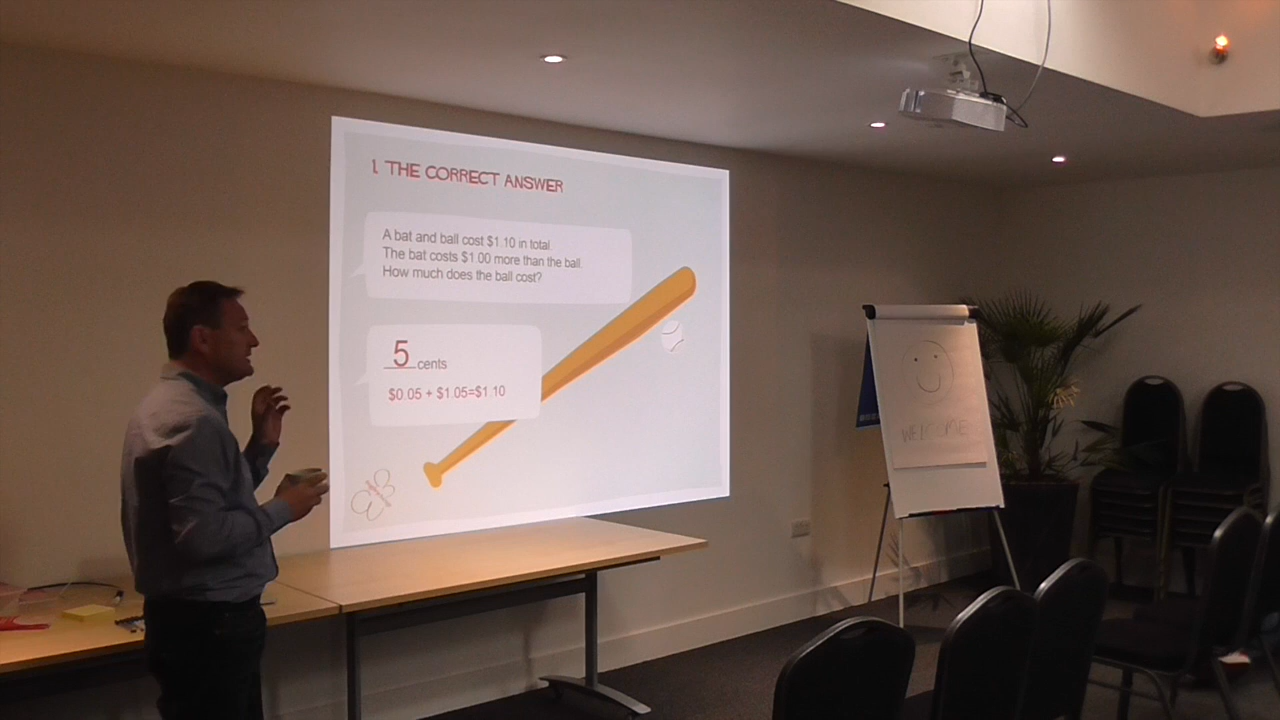 1. THE CORRECT ANSWER
A bat and ball cost $1.10 in total.
The bat costs $1.00 more than the ball.
How much does the ball cost?
5 cents
$0.05 + $1.05=$1.10
WELCOME